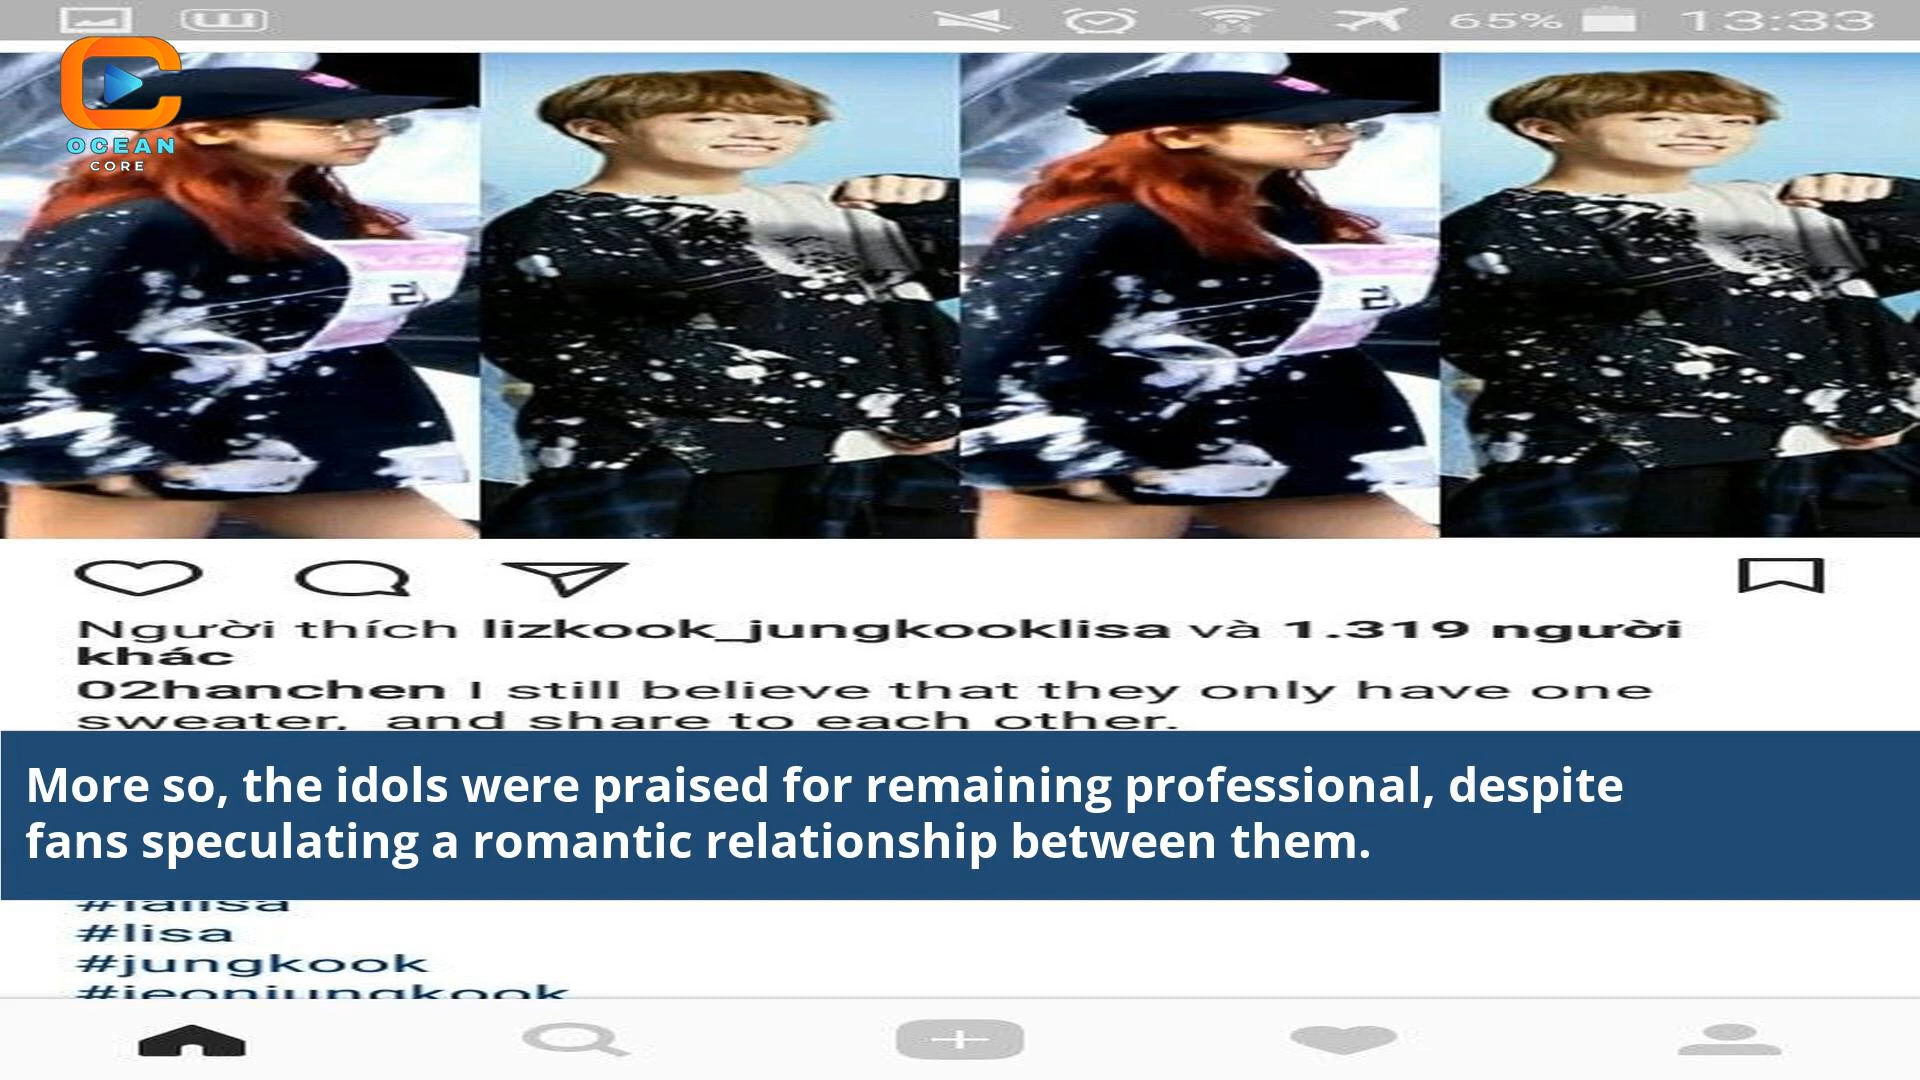 65% 13:33
OCEAN
CORE
Người thích lizkook_jungkooklisa và 1.319 người
khác
02hanchen I still believe that they only have one
sweater, and share to each other.
More so, the idols were praised for remaining professional, despite
fans speculating a romantic relationship between them.
#lalisa
#lisa
#jungkook
#jeonjungkook